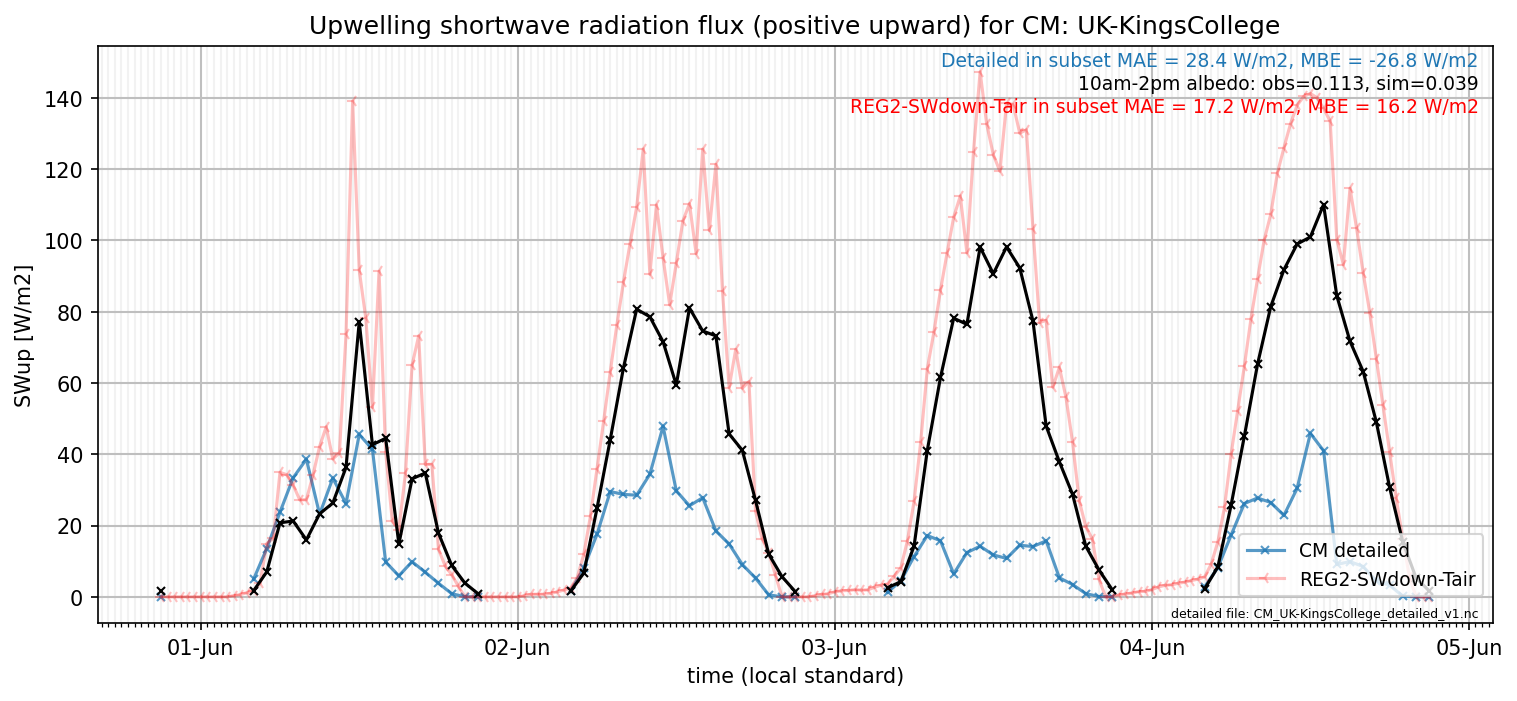 Upwelling shortwave radiation flux (positive upward) for CM: UK-KingsCollege
Detailed in subset MAE = 28.4 W/m2, MBE = -26.8 W/m2
10am-2pm albedo: obs=0.113, sim=0.039
REG2-SWdown-Tair in subset MAE = 17.2 W/m2, MBE = 16.2 W/m2
SWup [W/m2]
140
120
100
80
60
40
20
0
CM detailed
REG2-SWdown-Tair
detailed file: CM_UK-KingsCollege_detailed_v1.nc
01-Jun 02-Jun 03-Jun 04-Jun 05-Jun
time (local standard)